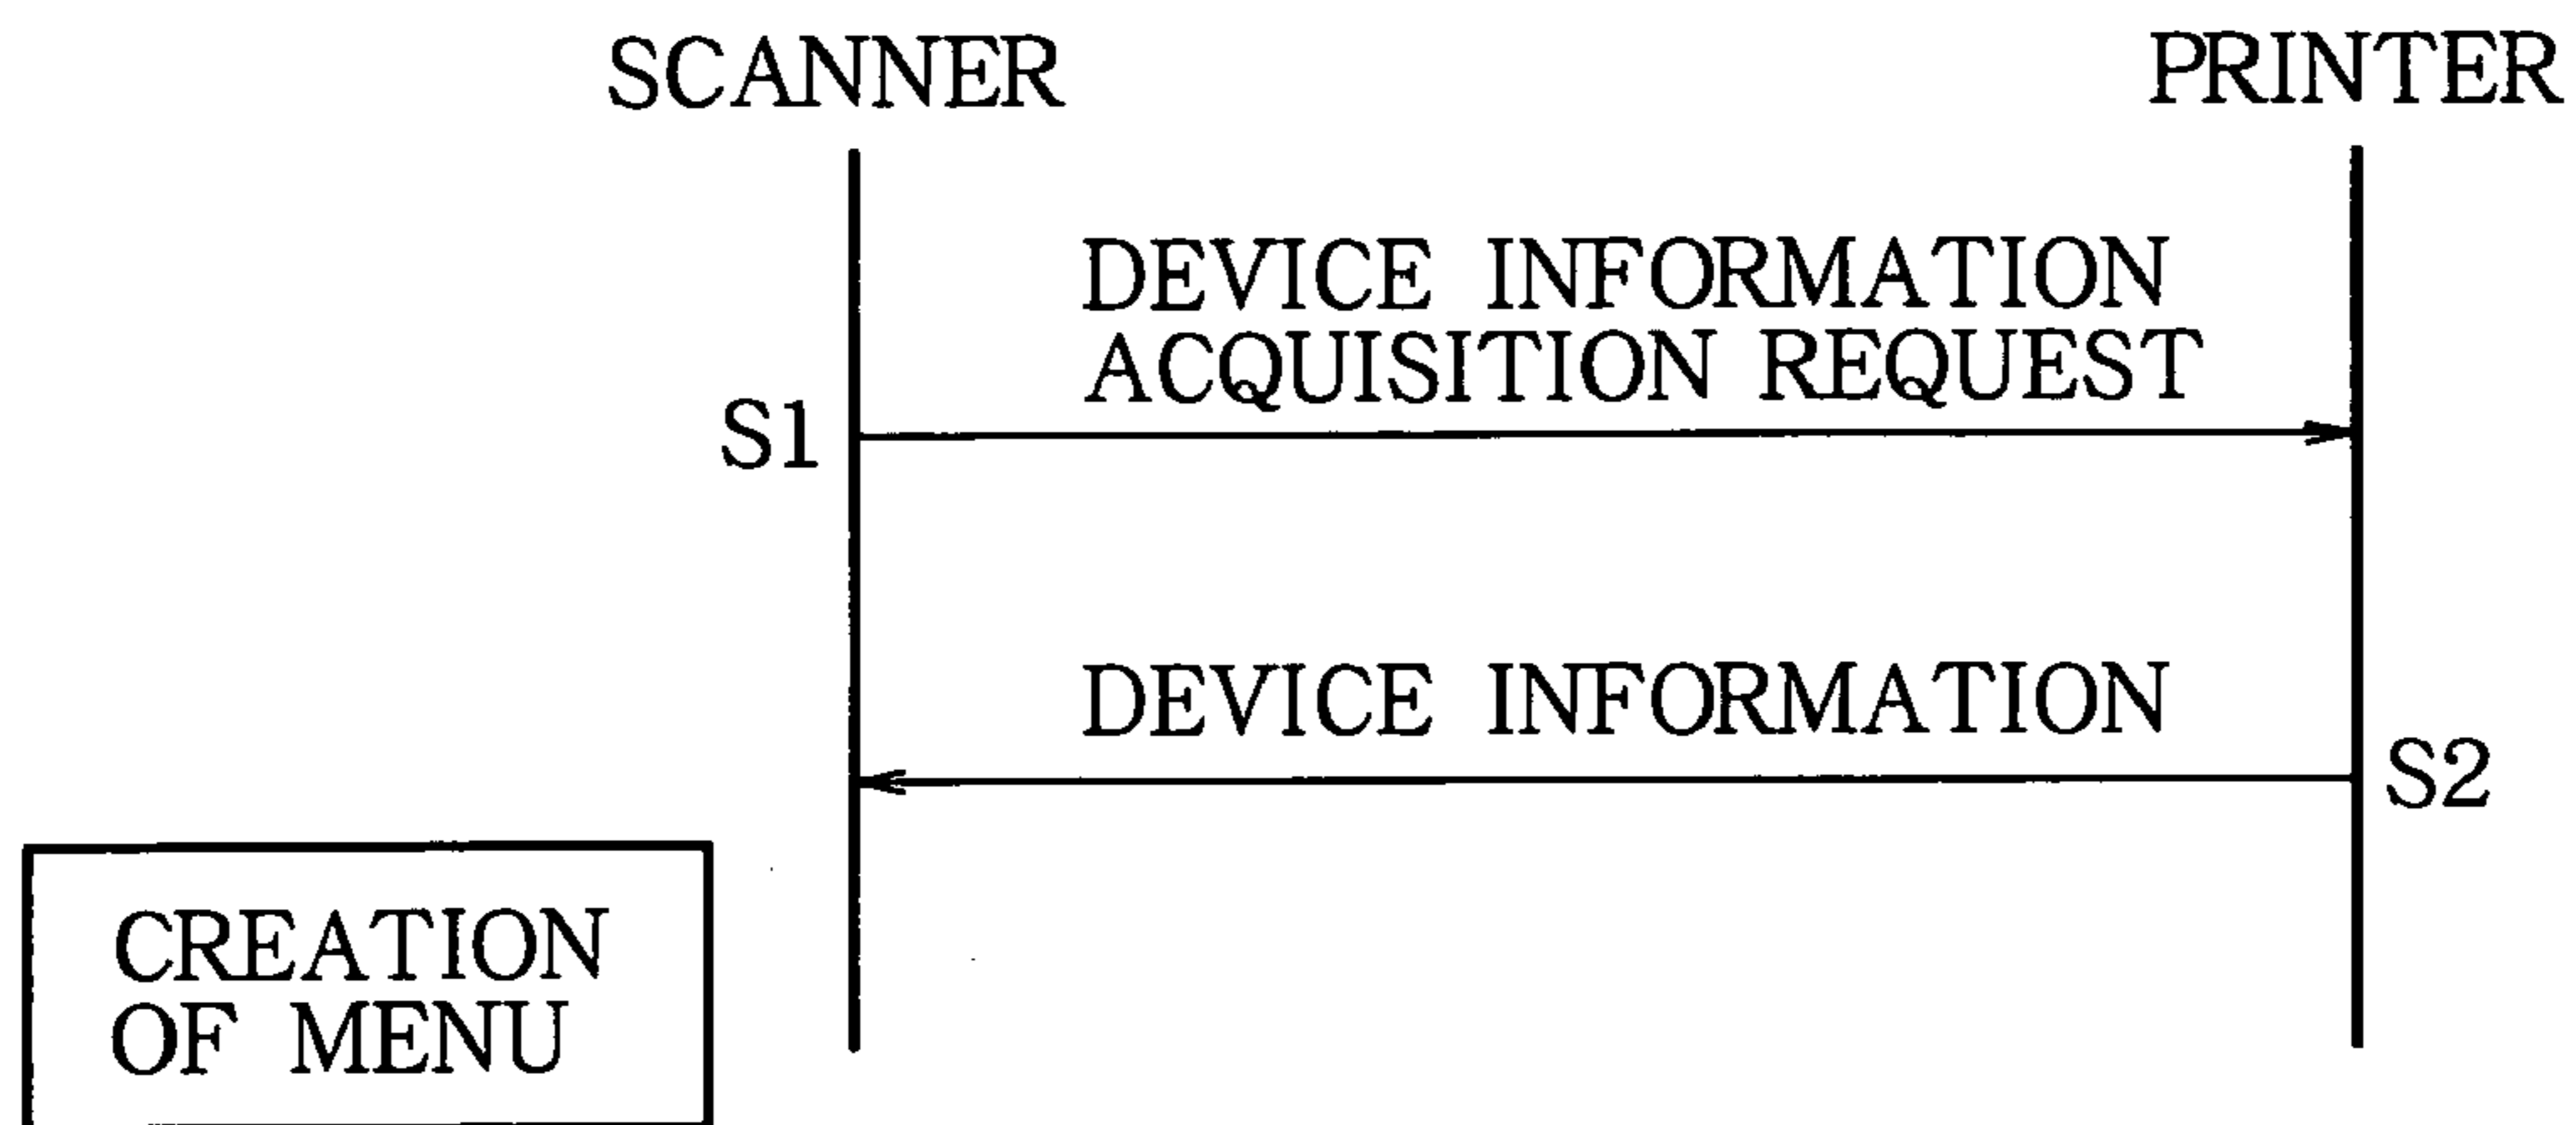 SCANNER
PRINTER
DEVICE INFORMATION
ACQUISITION REQUEST
S1
DEVICE INFORMATION
S2
CREATION
OF MENU